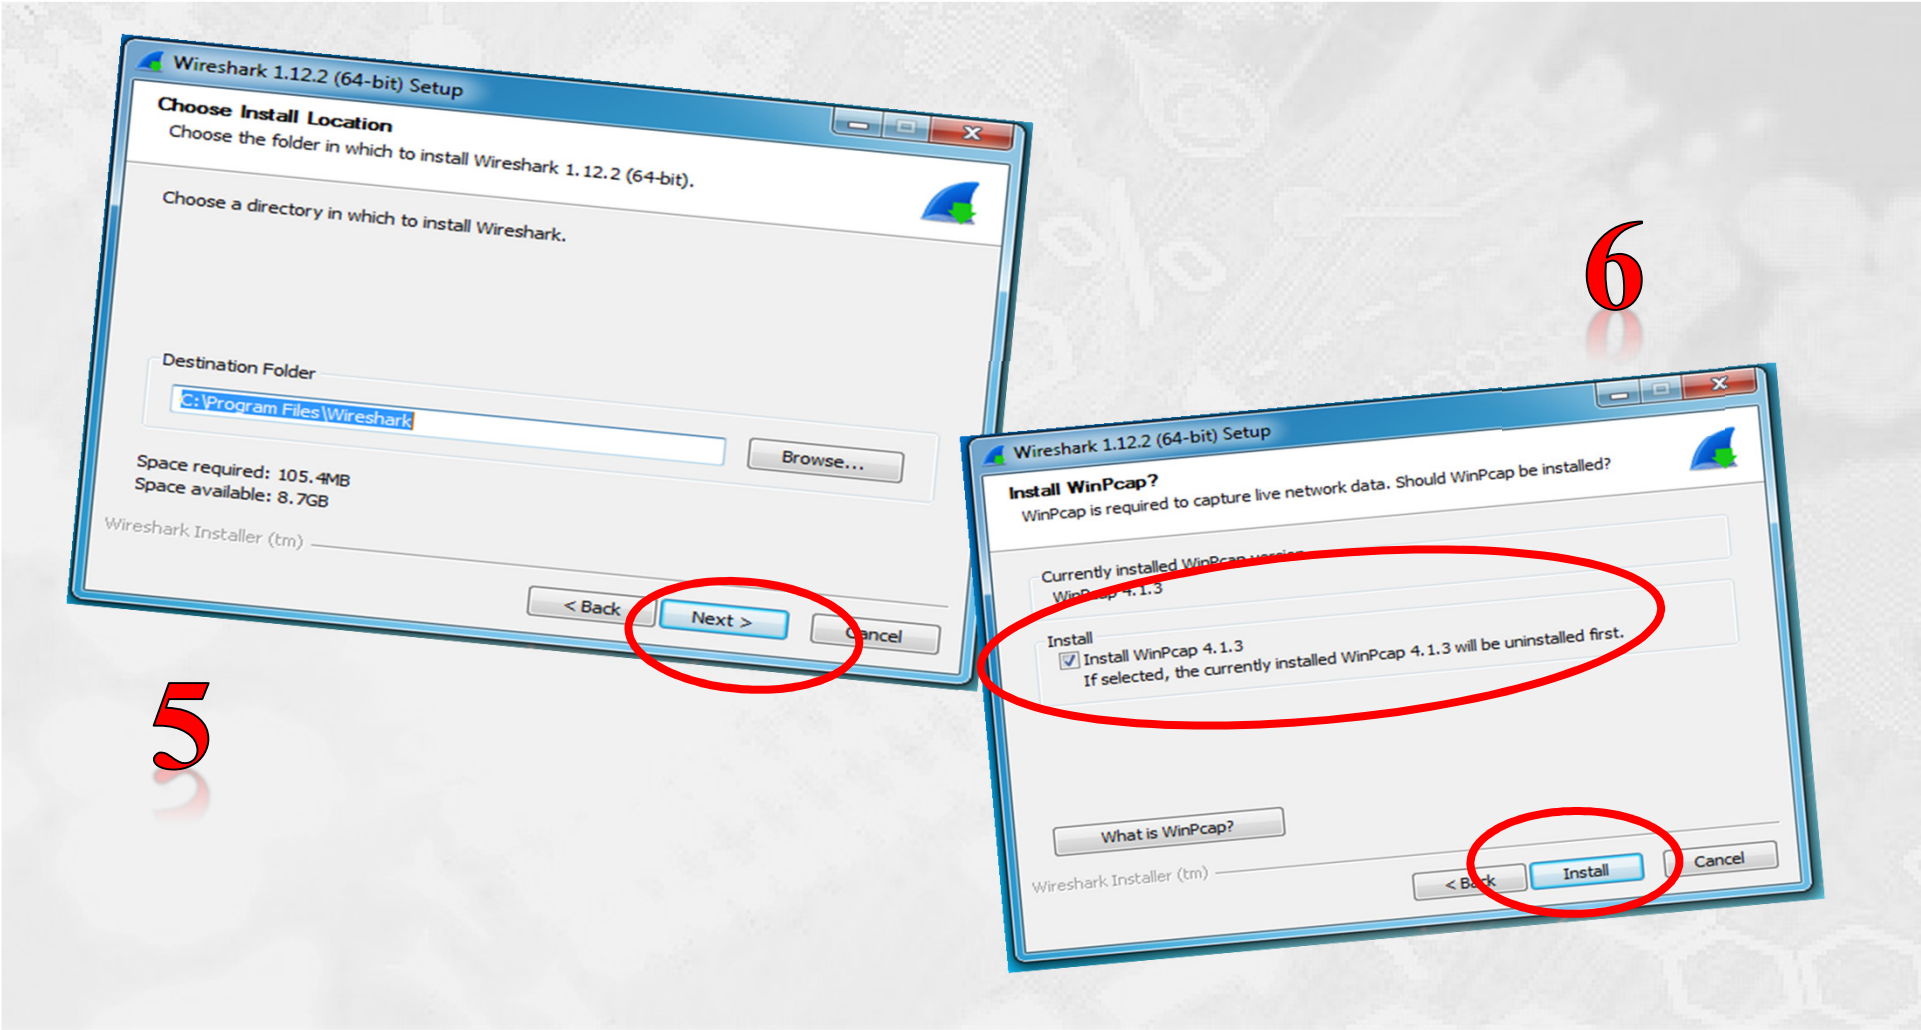 Wireshark 1.12.2 (64-bit) Setup
Choose Install Location
Choose the folder in which to install Wireshark 1.12.2 (64-bit).
Choose a directory in which to install Wireshark.
Destination Folder
C:\Program Files\Wireshark
Browse...
Space required: 105.4MB
Space available: 8.7GB
Wireshark Installer (tm)
< Back
Next >
Cancel
5
6
Wireshark 1.12.2 (64-bit) Setup
Install WinPcap?
WinPcap is required to capture live network data. Should WinPcap be installed?
Currently installed WinPcap version
WinPcap 4.1.3
Install
Install WinPcap 4.1.3
If selected, the currently installed WinPcap 4.1.3 will be uninstalled first.
What is WinPcap?
Wireshark Installer (tm)
< Back
Install
Cancel